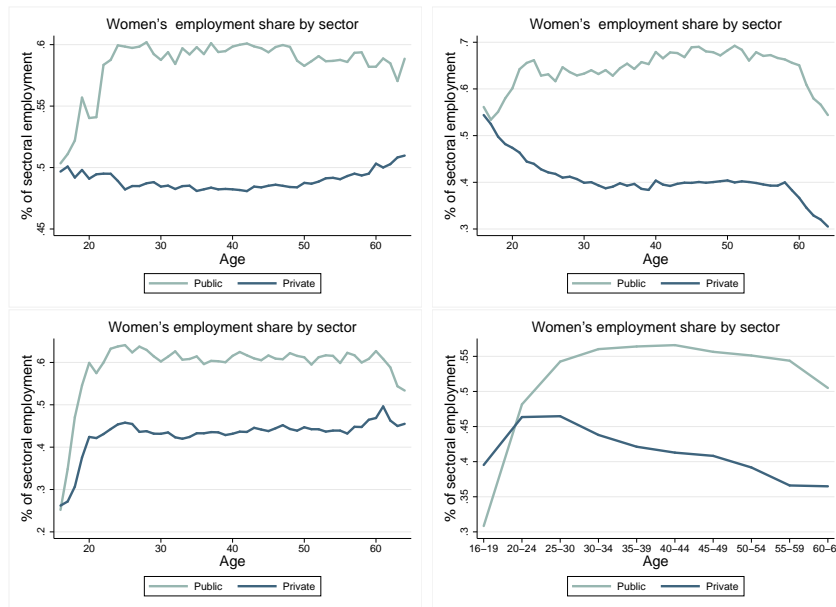 Women's  employment share by sector
% of sectoral employment
.6
.55
.5
.45
20
30
40
50
60
Age
Public
Private
Women's  employment share by sector
% of sectoral employment
.7
.6
.5
.4
.3
20
30
40
50
60
Age
Public
Private
Women's employment share by sector
% of sectoral employment
.6
.5
.4
.3
.2
20
30
40
50
60
Age
Public
Private
Women's employment share by sector
% of sectoral employment
.55
.5
.45
.4
.35
.3
16–19
20–24
25–30
30–34
35–39
40–44
45–49
50–54
55–59
60–6
Age
Public
Private